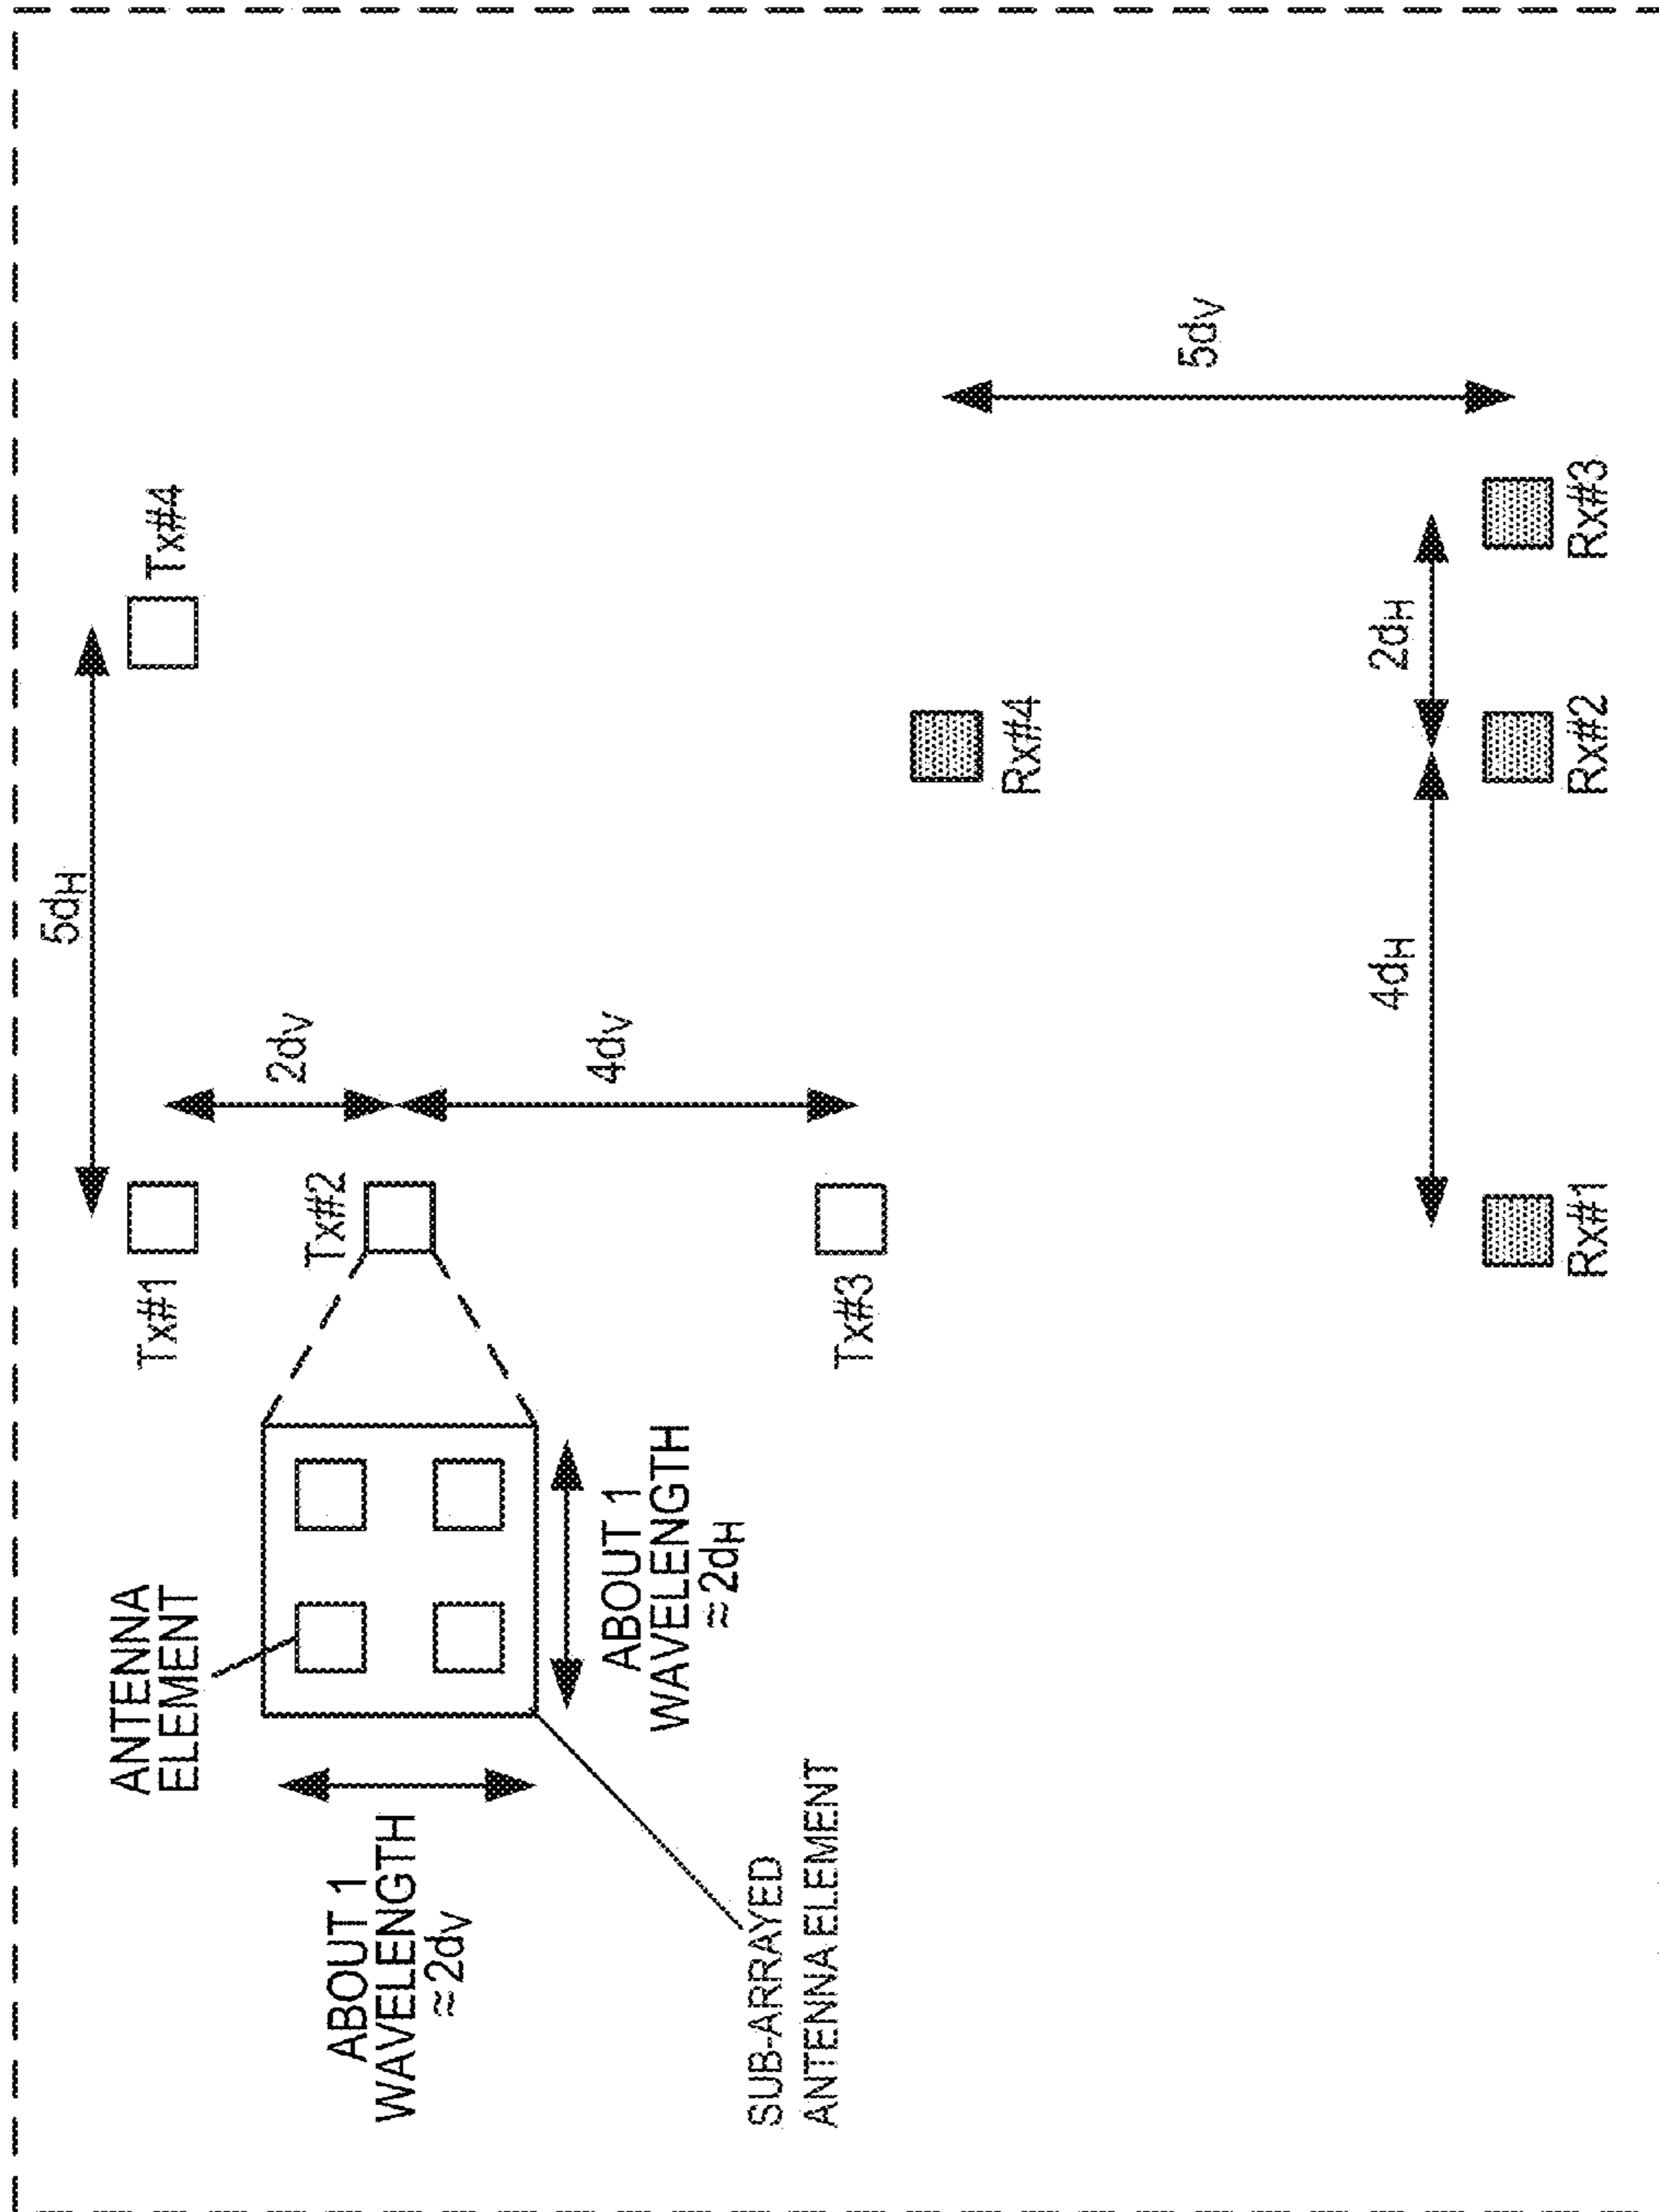 5dH
ANTENNA
ELEMENT
Tx#1
Tx#4
2dV
Tx#2
ABOUT 1
WAVELENGTH
≈2dV
ABOUT 1
WAVELENGTH
≈2dH
4dV
SUB-ARRAYED
ANTENNA ELEMENT
Tx#3
Rx#4
5dV
4dH
2dH
Rx#1
Rx#2
Rx#3